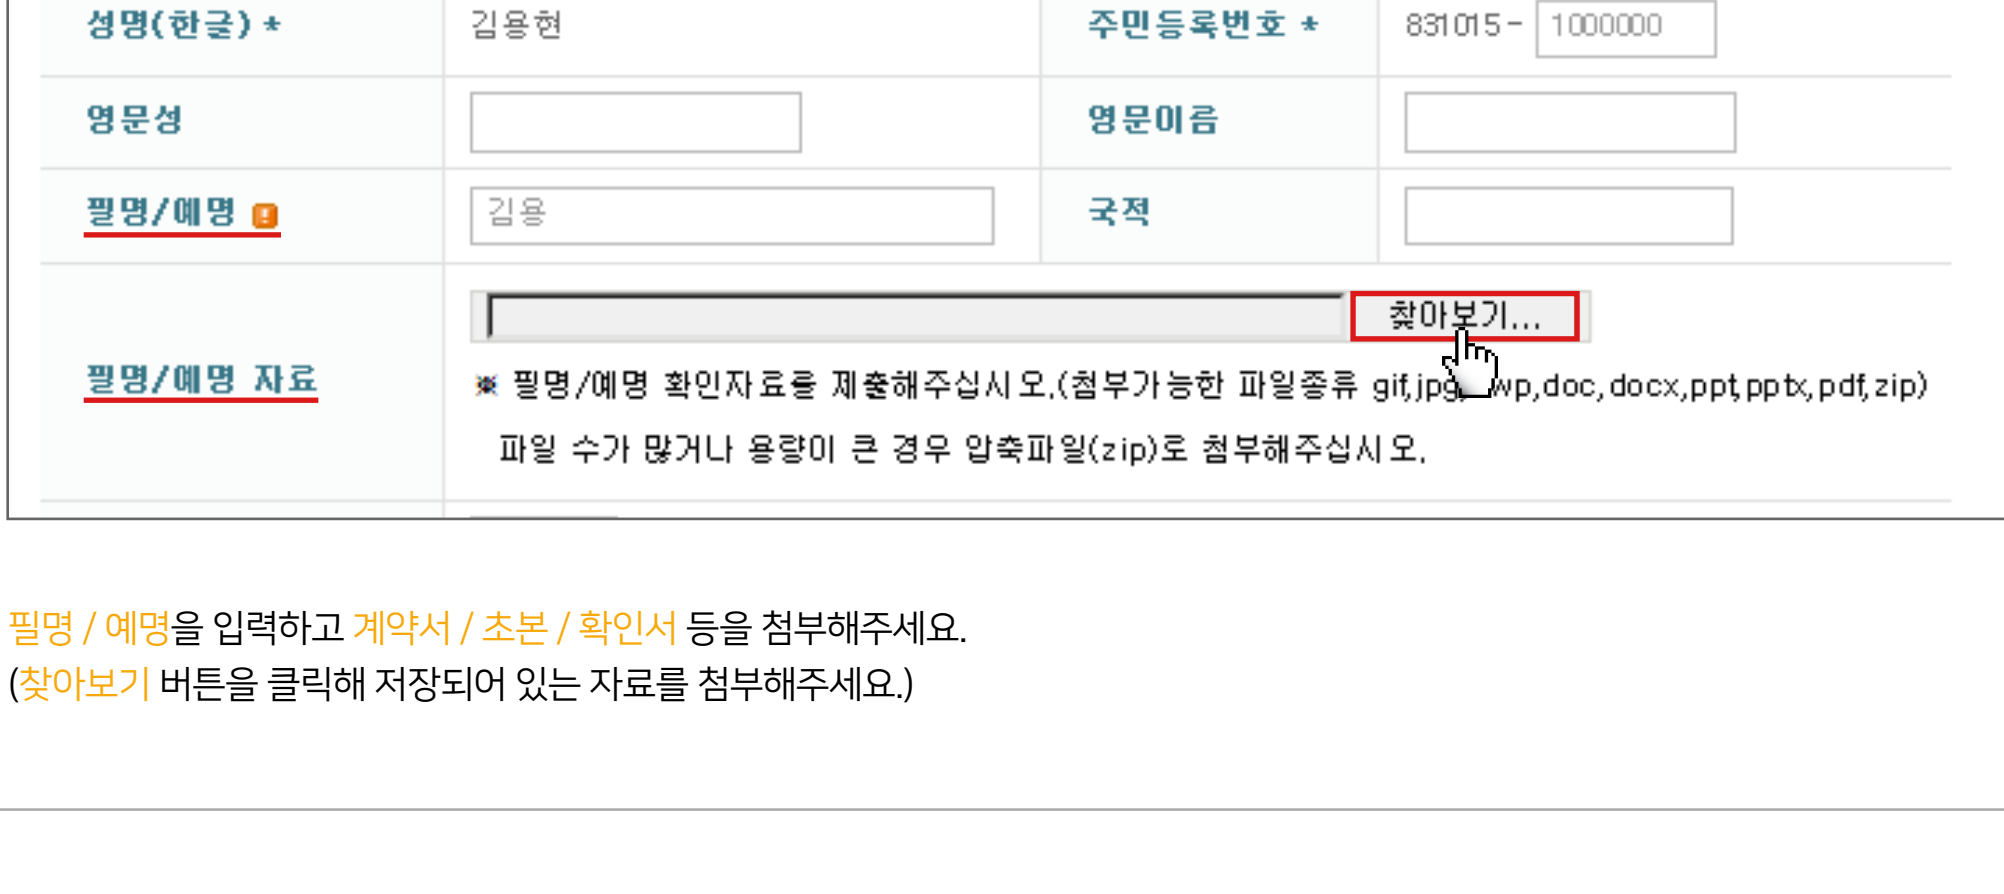 성명(한글) * 김용현 주민등록번호 * 831015 - 1000000
영문성 영문이름
필명/예명 김용 국적
찾아보기...
필명/예명 자료
※ 필명/예명 확인자료를 제출해주십시오.(첨부가능한 파일종류 gif,jpg, wp,doc,docx,ppt,pptx,pdf,zip)
파일 수가 많거나 용량이 큰 경우 압축파일(zip)로 첨부해주십시오.
필명 / 예명을 입력하고 계약서 / 초본 / 확인서 등을 첨부해주세요.
(찾아보기 버튼을 클릭해 저장되어 있는 자료를 첨부해주세요.)